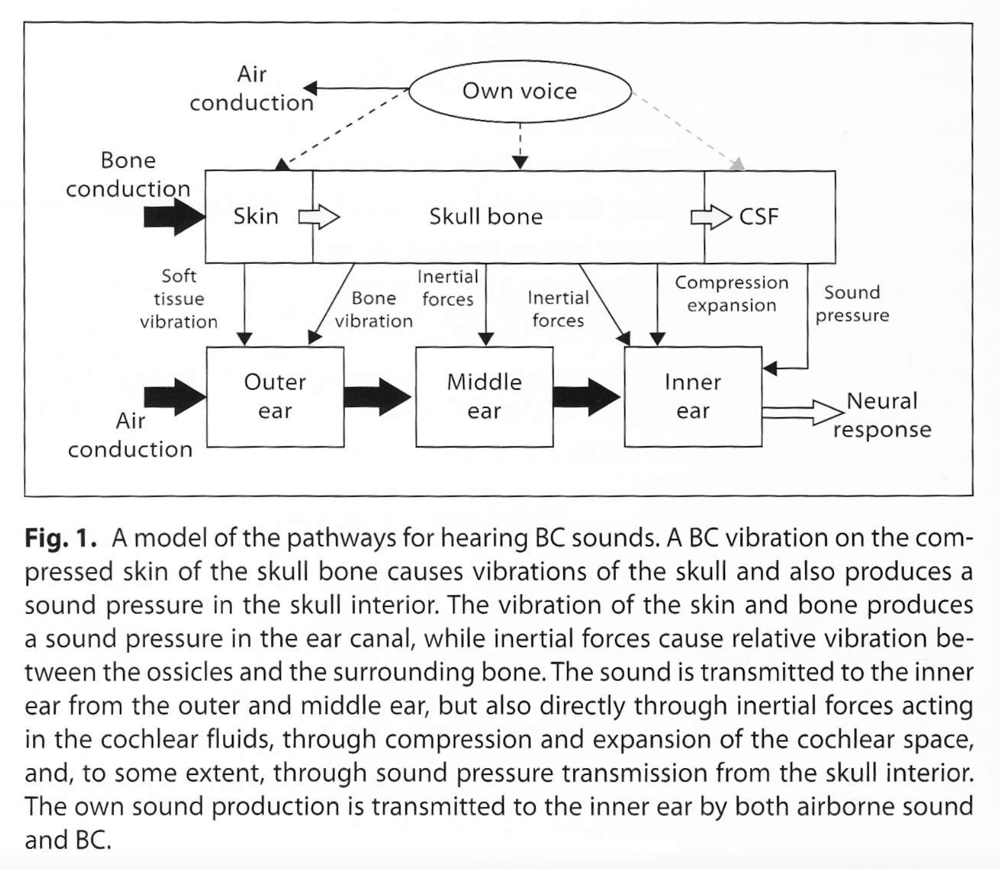 Air
conduction
Own voice
Bone
conduction
Skin
Skull bone
CSF
Soft
tissue
vibration
Bone
vibration
Inertial
forces
Inertial
forces
Compression
expansion
Sound
pressure
Outer
ear
Middle
ear
Inner
ear
Air
conduction
Neural
response
Fig. 1. A model of the pathways for hearing BC sounds. A BC vibration on the com-
pressed skin of the skull bone causes vibrations of the skull and also produces a
sound pressure in the skull interior. The vibration of the skin and bone produces
a sound pressure in the ear canal, while inertial forces cause relative vibration be-
tween the ossicles and the surrounding bone. The sound is transmitted to the inner
ear from the outer and middle ear, but also directly through inertial forces acting
in the cochlear fluids, through compression and expansion of the cochlear space,
and, to some extent, through sound pressure transmission from the skull interior.
The own sound production is transmitted to the inner ear by both airborne sound
and BC.